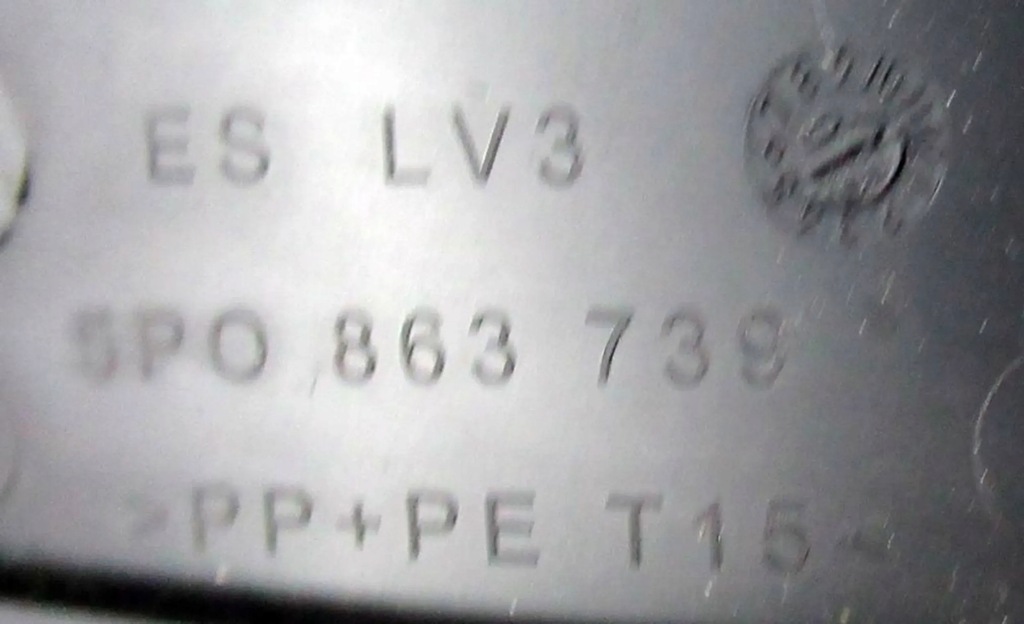 ES LV3
5P0 863 739
>PP+PE T15<